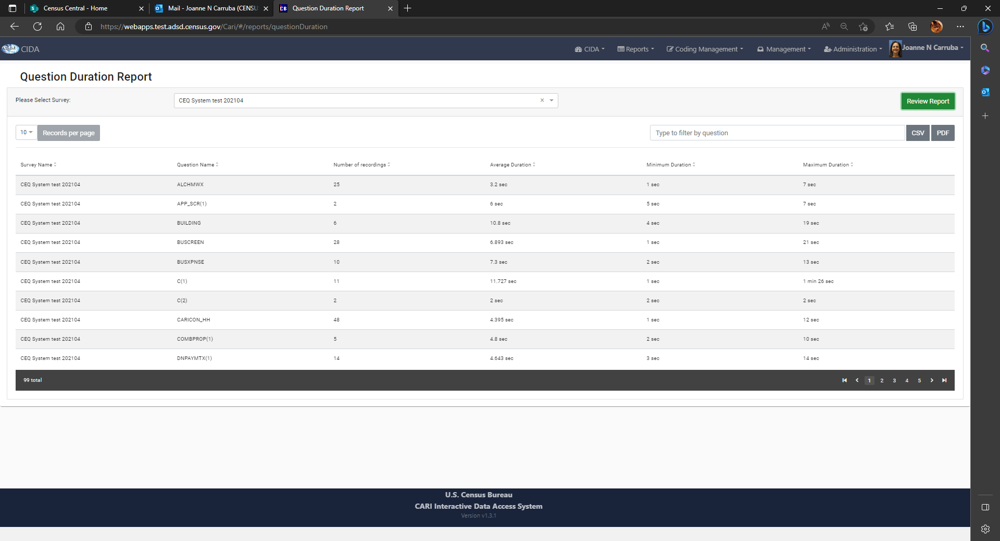 Census Central - Home
Mail - Joanne N Carruba (CENSU
CB Question Duration Report
https://webapps.test.adsd.census.gov/Cari/#/reports/questionDuration
CIDA
CIDA Reports Coding Management Management Administration Joanne N Carruba
Question Duration Report
Please Select Survey: CEQ System test 202104 Review Report
10 Records per page Type to filter by question CSV PDF
Survey Name Question Name Number of recordings Average Duration Minimum Duration Maximum Duration
CEQ System test 202104 ALCHMWX 25 3.2 sec 1 sec 7 sec
CEQ System test 202104 APP_SCR(1) 2 6 sec 5 sec 7 sec
CEQ System test 202104 BUILDING 6 10.8 sec 4 sec 19 sec
CEQ System test 202104 BUSCREEN 28 6.893 sec 1 sec 21 sec
CEQ System test 202104 BUSXPNSE 10 7.3 sec 2 sec 13 sec
CEQ System test 202104 C(1) 11 11.727 sec 1 sec 1 min 26 sec
CEQ System test 202104 C(2) 2 2 sec 2 sec 2 sec
CEQ System test 202104 CARICON_HH 48 4.395 sec 1 sec 12 sec
CEQ System test 202104 COMBPROP(1) 5 4.8 sec 2 sec 10 sec
CEQ System test 202104 DNPAYMTX(1) 14 4.643 sec 3 sec 14 sec
99 total 1 2 3 4 5
U.S. Census Bureau
CARI Interactive Data Access System
Version v1.3.1